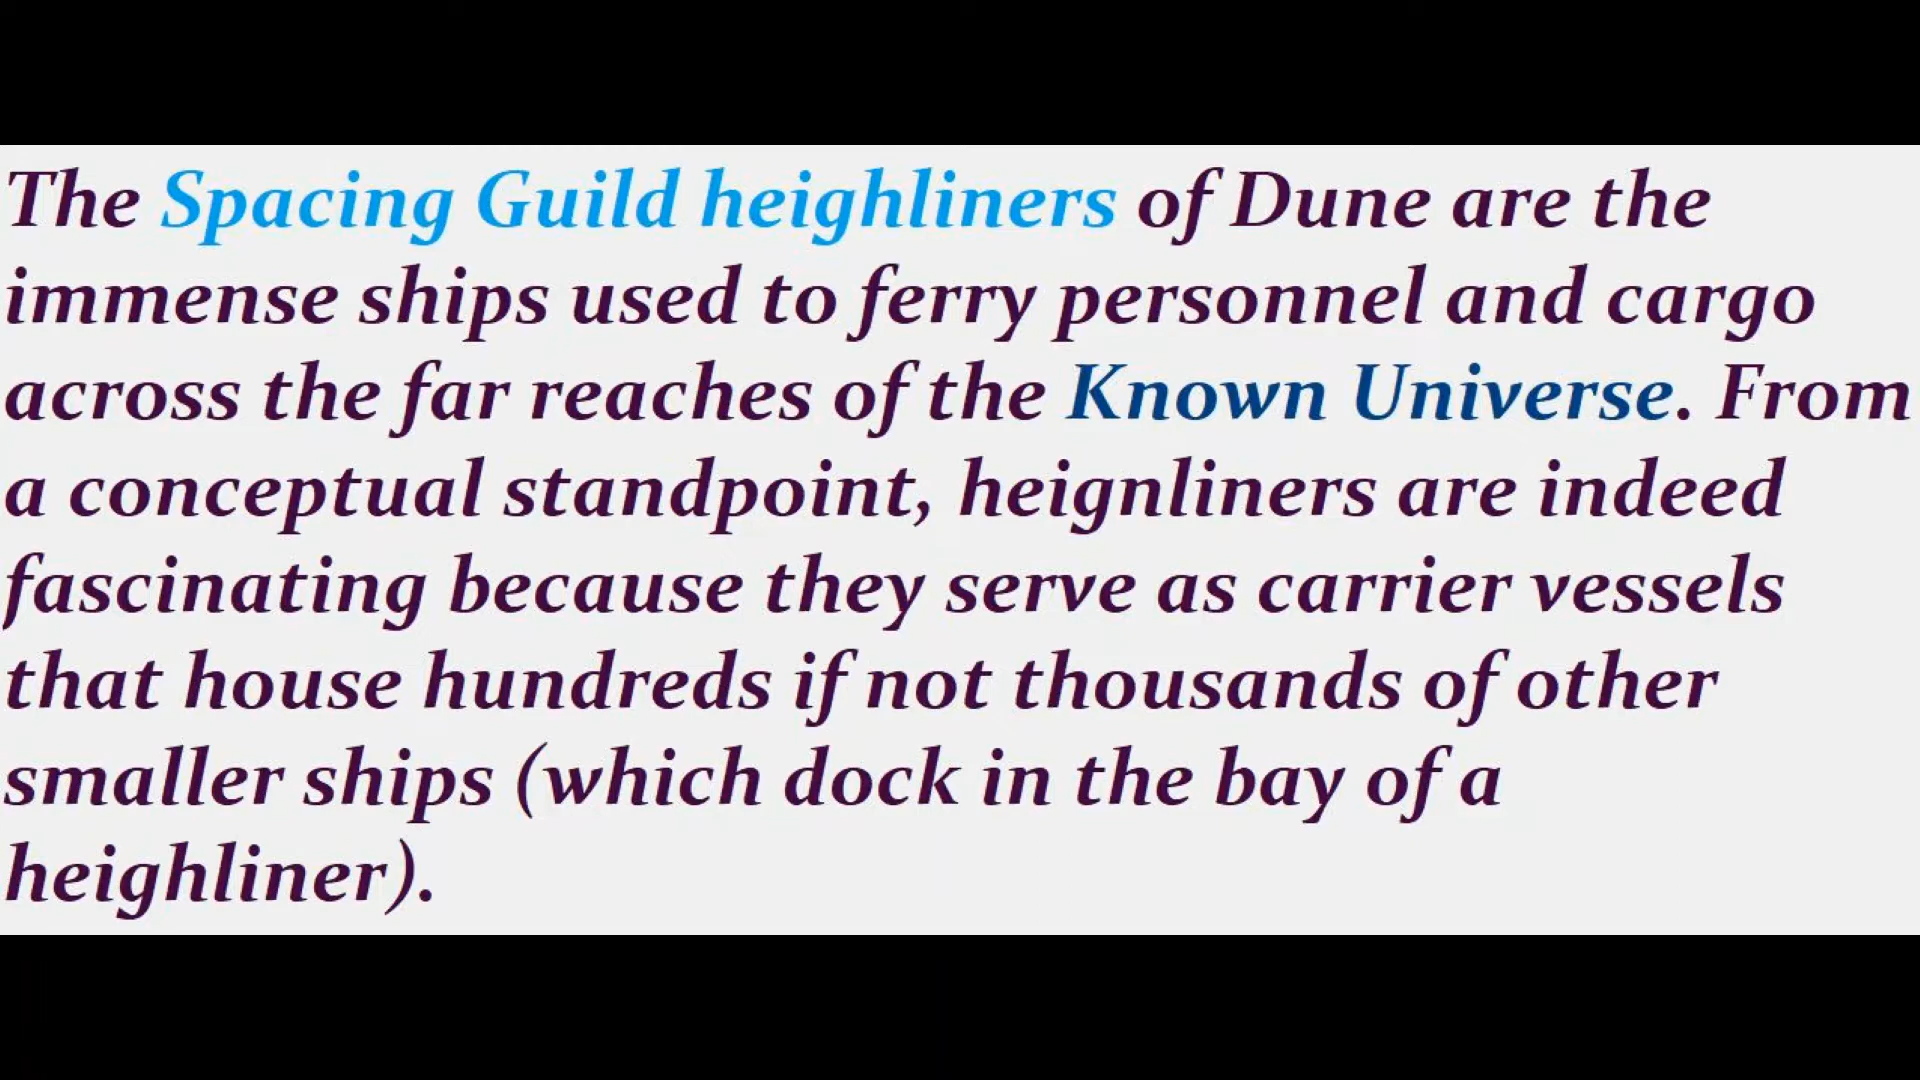 The Spacing Guild heighliners of Dune are the
immense ships used to ferry personnel and cargo
across the far reaches of the Known Universe. From
a conceptual standpoint, heignliners are indeed
fascinating because they serve as carrier vessels
that house hundreds if not thousands of other
smaller ships (which dock in the bay of a
heighliner).